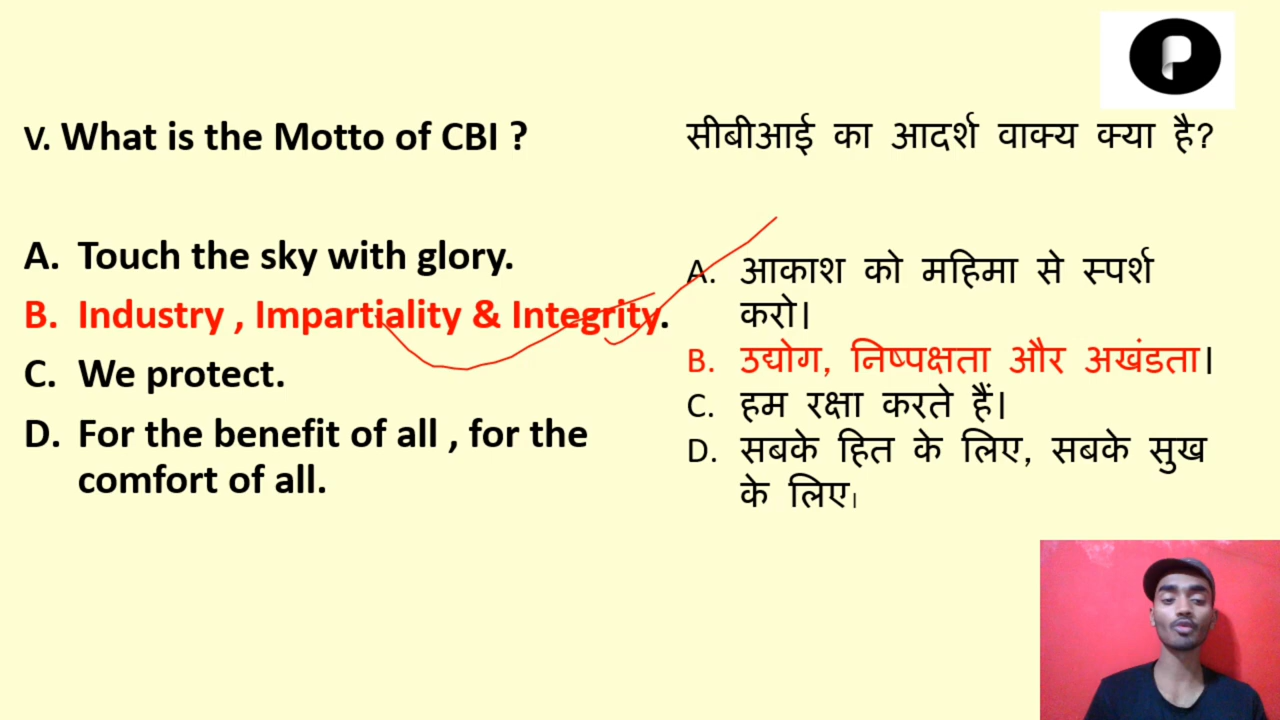 P
V. What is the Motto of CBI ?
A. Touch the sky with glory.
B. Industry , Impartiality & Integrity.
C. We protect.
D. For the benefit of all , for the
comfort of all.
सीबीआई का आदर्श वाक्य क्या है?
A. आकाश को महिमा से स्पर्श
करो।
B. उद्योग, निष्पक्षता और अखंडता।
C. हम रक्षा करते हैं।
D. सबके हित के लिए, सबके सुख
के लिए।